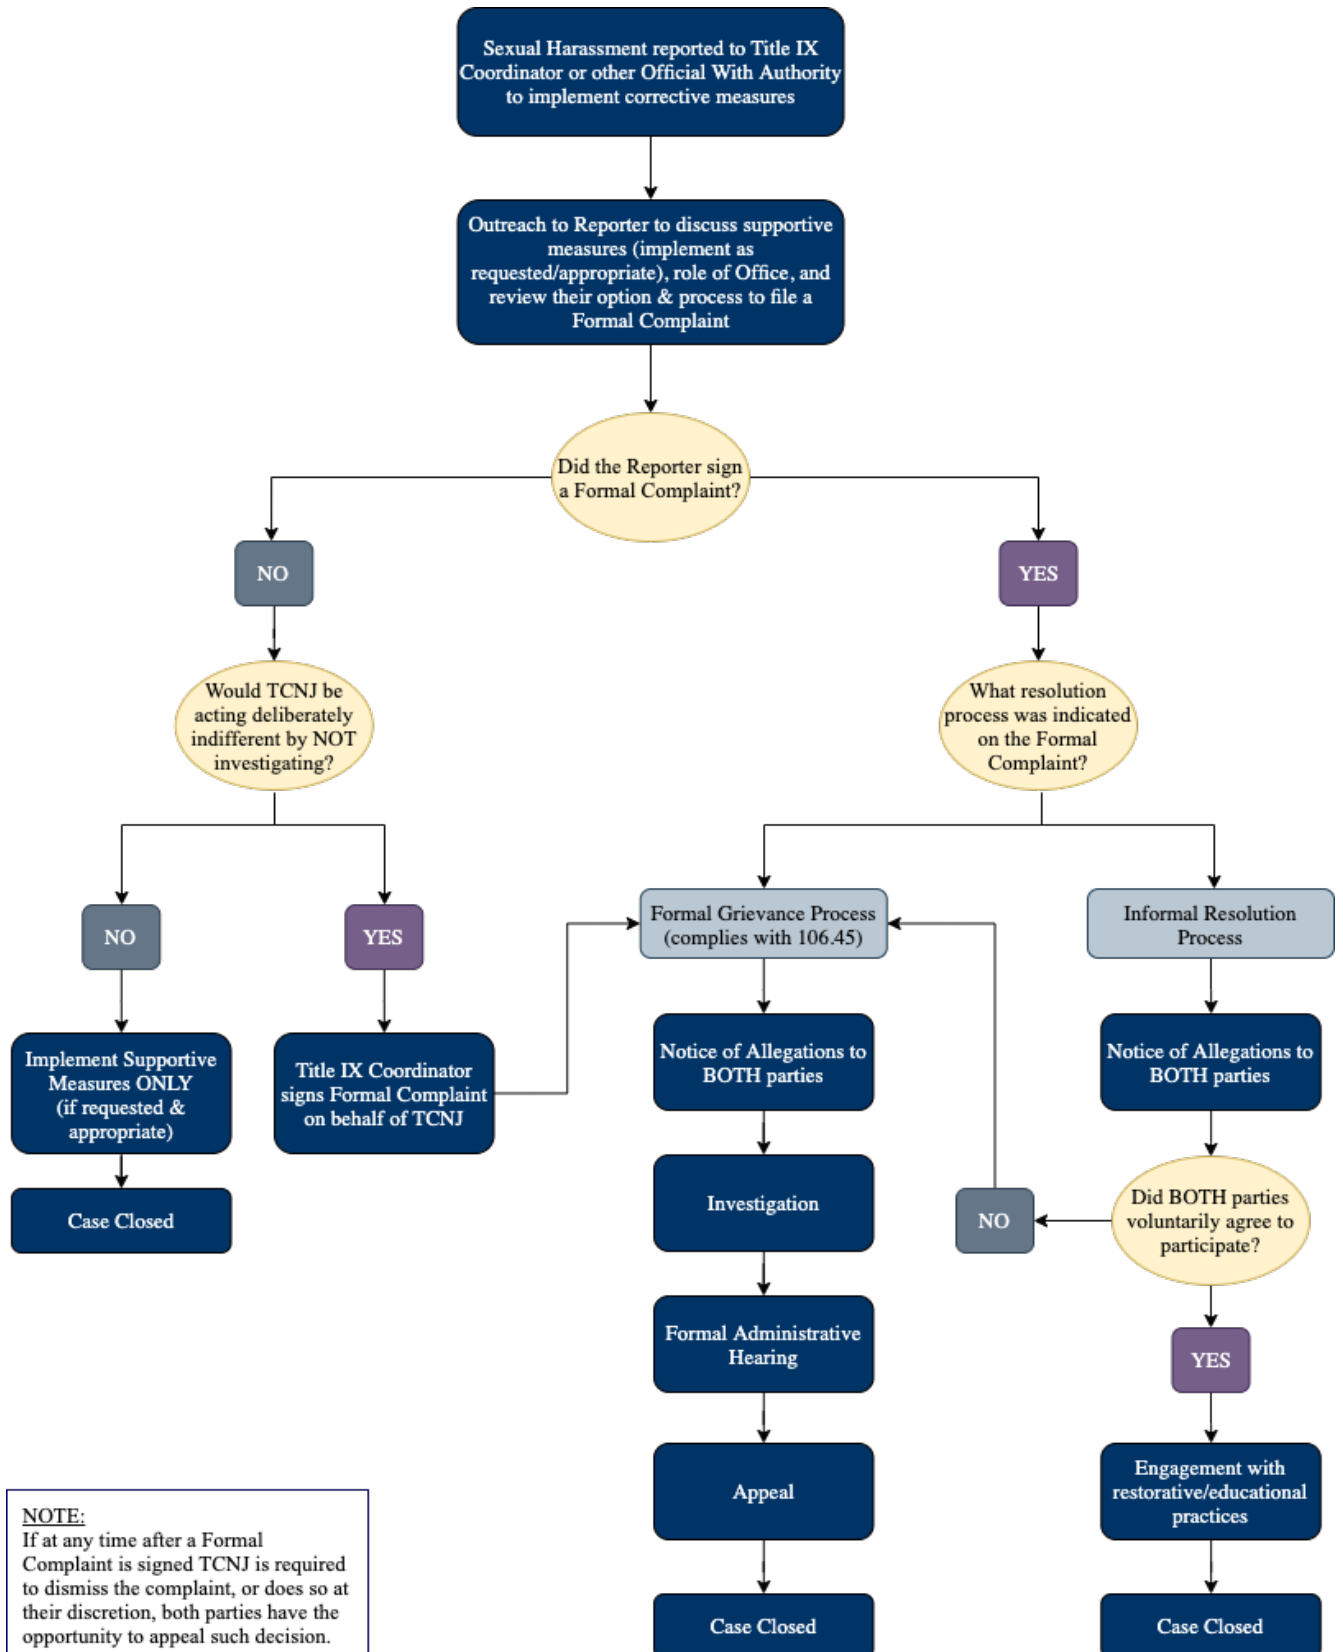 Sexual Harassment reported to Title IX
Coordinator or other Official With Authority
to implement corrective measures
Outreach to Reporter to discuss supportive
measures (implement as
requested/appropriate), role of Office, and
review their option & process to file a
Formal Complaint
Did the Reporter sign
a Formal Complaint?
NO
YES
Would TCNJ be
acting deliberately
indifferent by NOT
investigating?
What resolution
process was indicated
on the Formal
Complaint?
NO
YES
Formal Grievance Process
(complies with 106.45)
Informal Resolution
Process
Implement Supportive
Measures ONLY
(if requested &
appropriate)
Title IX Coordinator
signs Formal Complaint
on behalf of TCNJ
Notice of Allegations to
BOTH parties
Notice of Allegations to
BOTH parties
Case Closed
Investigation
NO
Did BOTH parties
voluntarily agree to
participate?
Formal Administrative
Hearing
YES
Appeal
Engagement with
restorative/educational
practices
NOTE:
If at any time after a Formal
Complaint is signed TCNJ is required
to dismiss the complaint, or does so at
their discretion, both parties have the
opportunity to appeal such decision.
Case Closed
Case Closed